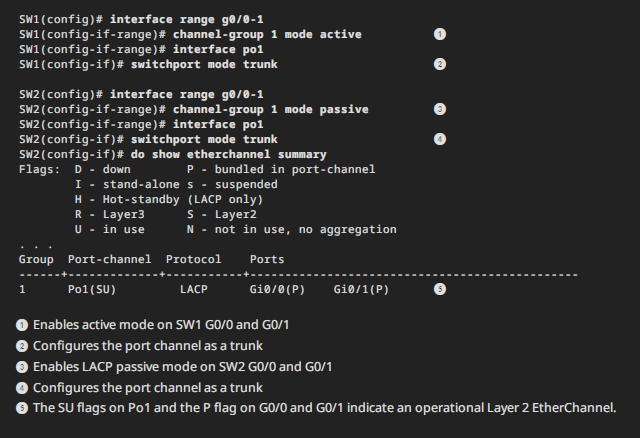 SW1(config)# interface range g0/0-1
SW1(config-if-range)# channel-group 1 mode active ①
SW1(config-if-range)# interface po1
SW1(config-if)# switchport mode trunk ②
SW2(config)# interface range g0/0-1
SW2(config-if-range)# channel-group 1 mode passive ③
SW2(config-if-range)# interface po1
SW2(config-if)# switchport mode trunk ④
SW2(config-if)# do show etherchannel summary
Flags:  D - down        P - bundled in port-channel
        I - stand-alone s - suspended
        H - Hot-standby (LACP only)
        R - Layer3      S - Layer2
        U - in use      N - not in use, no aggregation
. . .
Group  Port-channel  Protocol    Ports
------+-------------+-----------+-----------------------------------------------
1      Po1(SU)         LACP      Gi0/0(P)    Gi0/1(P) ⑤
① Enables active mode on SW1 G0/0 and G0/1
② Configures the port channel as a trunk
③ Enables LACP passive mode on SW2 G0/0 and G0/1
④ Configures the port channel as a trunk
⑤ The SU flags on Po1 and the P flag on G0/0 and G0/1 indicate an operational Layer 2 EtherChannel.